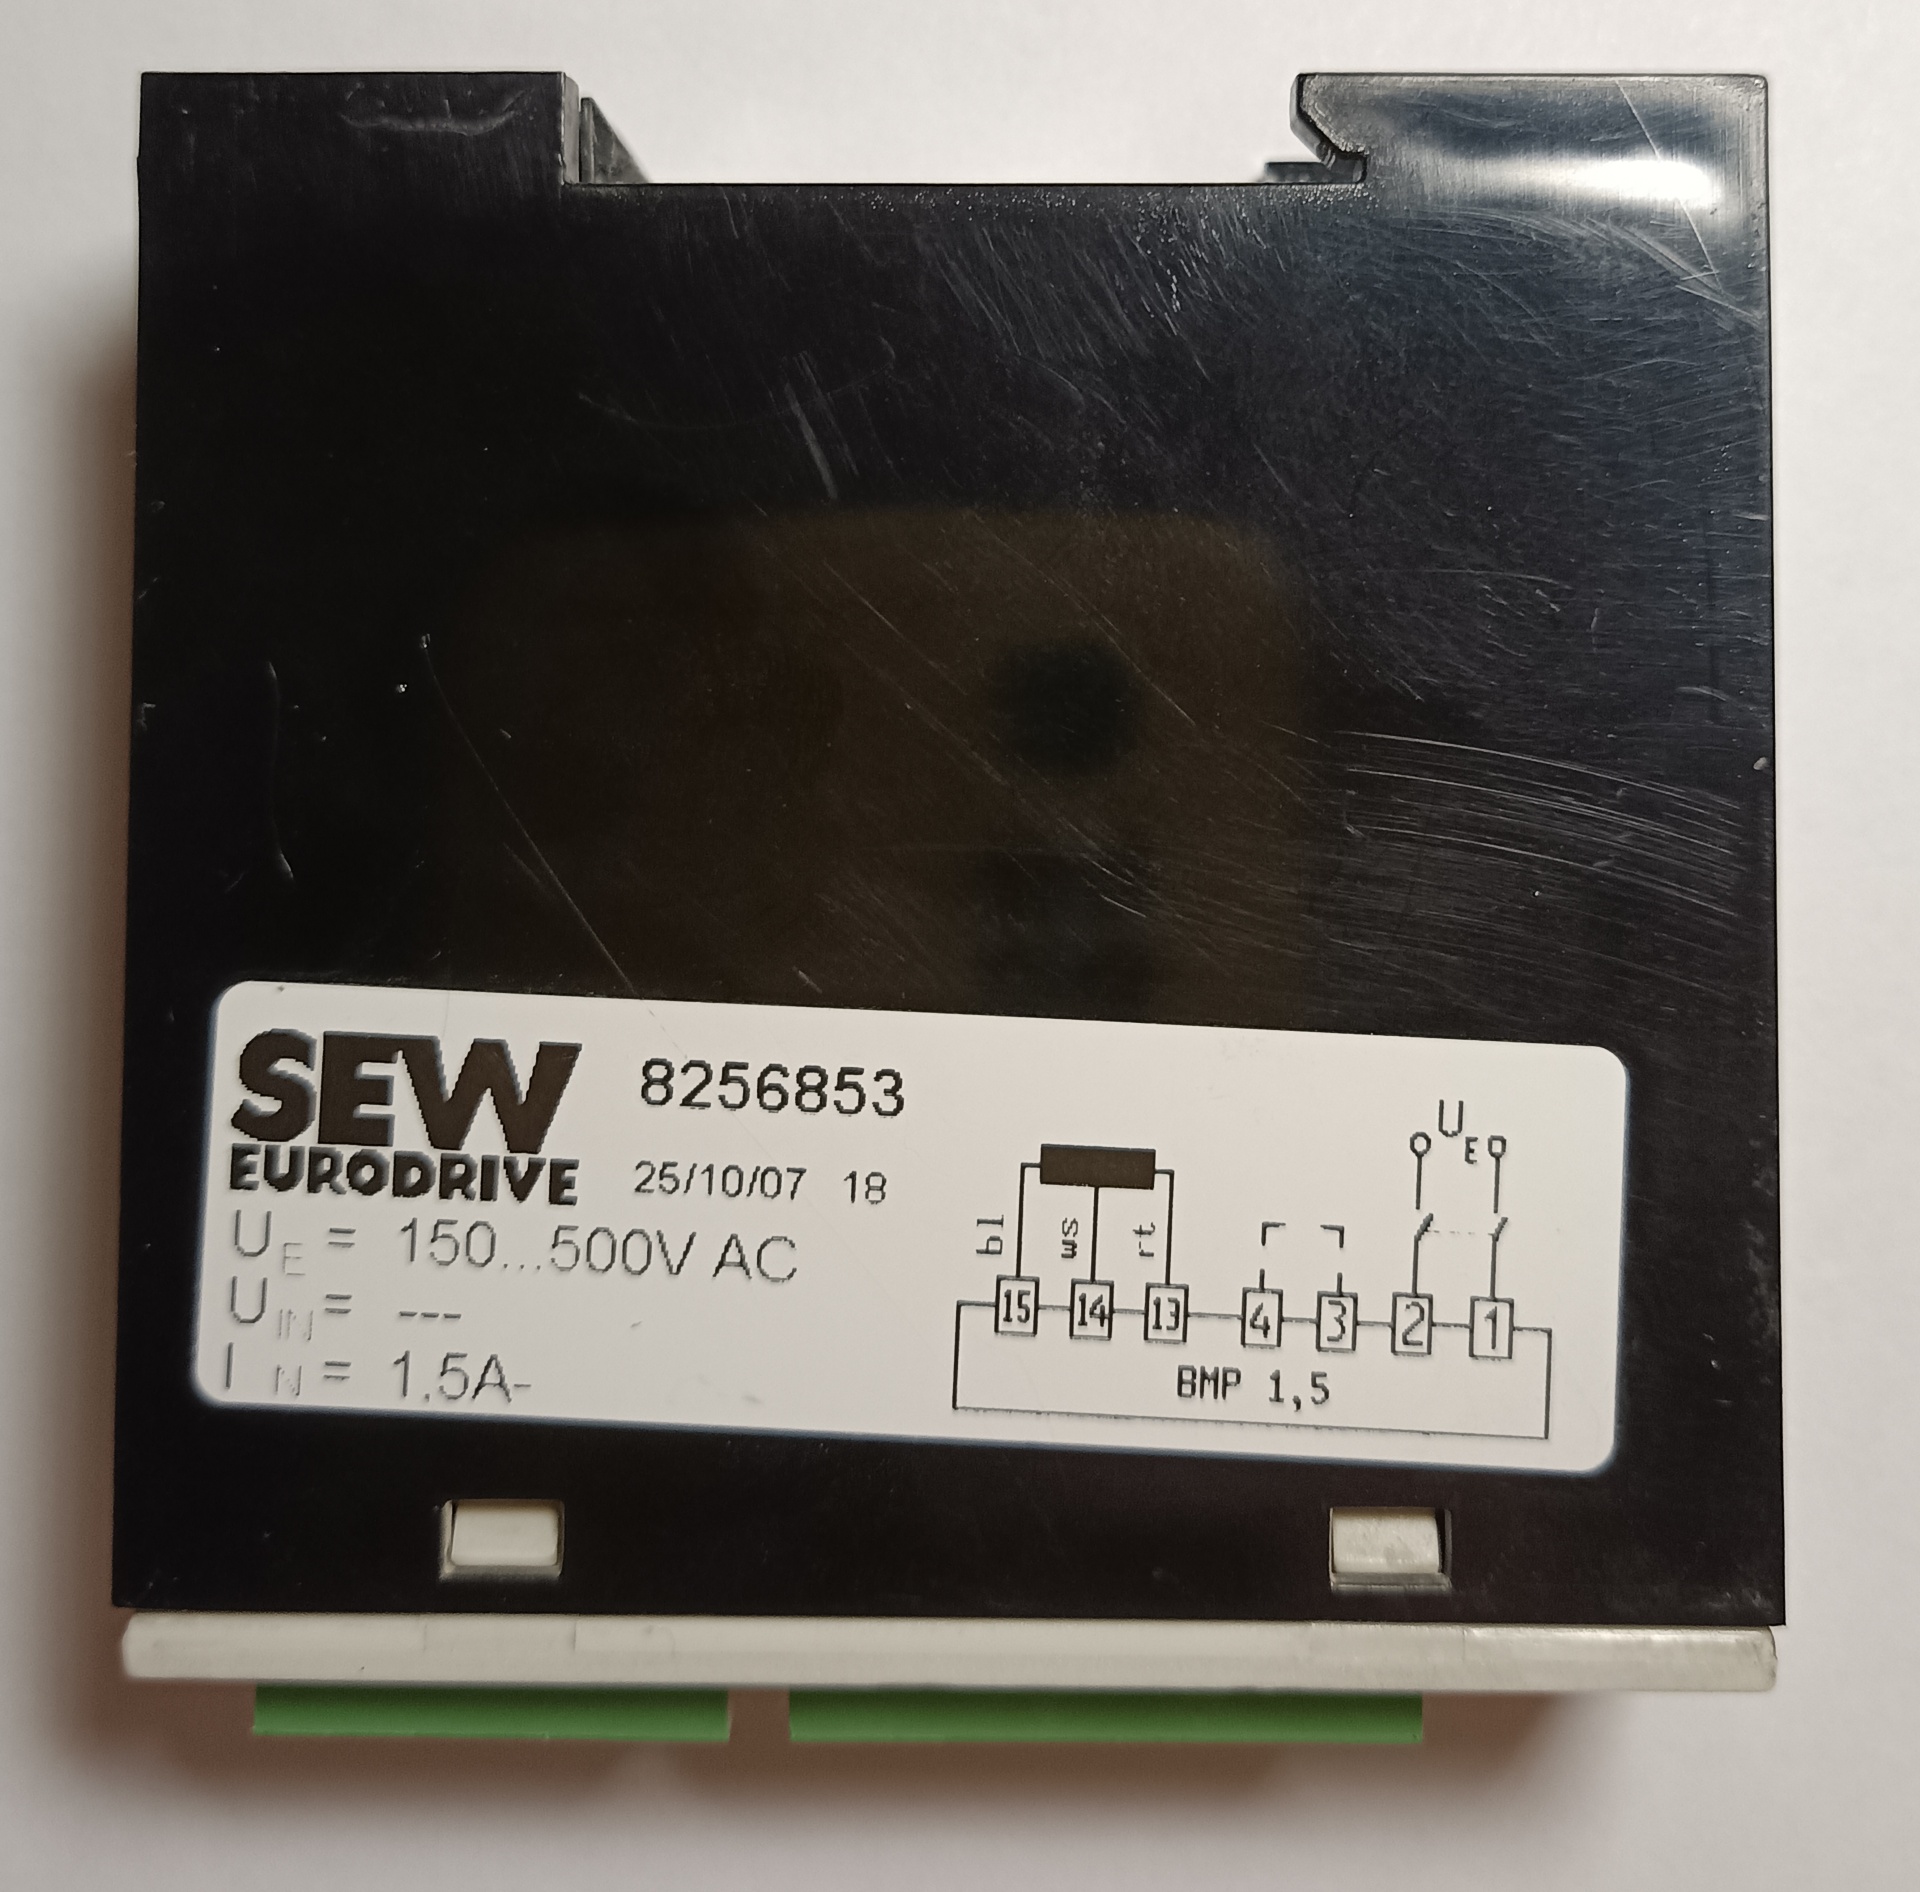 SEW
EURODRIVE
8256853
25/10/07 18
UE = 150...500V AC
UIN = ---
IN = 1.5A-
UE
bl ws rt
15 14 13 4 3 2 1
BMP 1,5